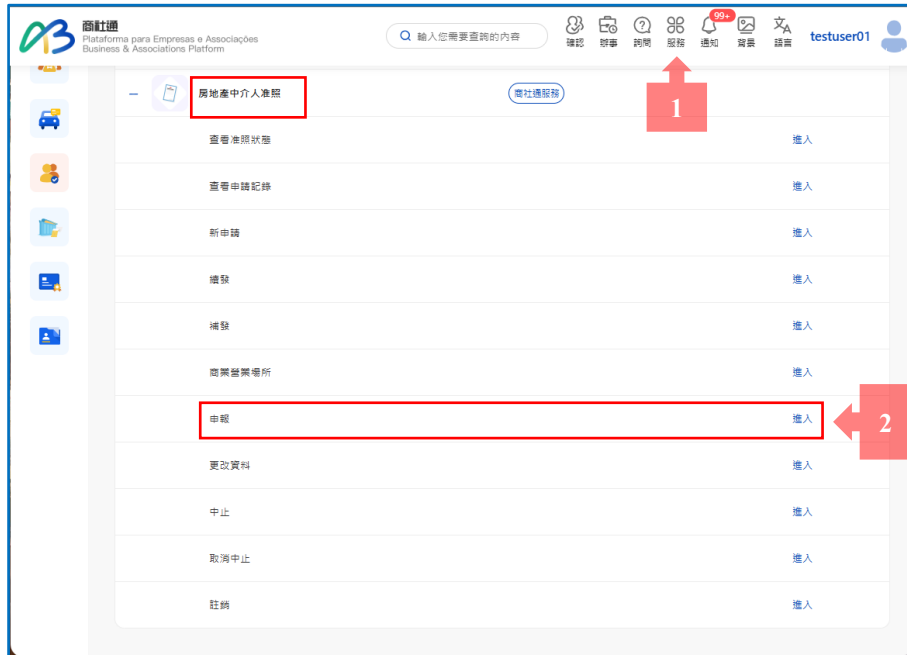 商社通
Plataforma para Empresas e Associações
Business & Associations Platform
輸入您需要查詢的內容
確認
辦事
詢問
服務
99+
通知
背景
語言
testuser01
1
房地產中介人准照
商社通服務
查看准照狀態 進入
查看申請記錄 進入
新申請 進入
續發 進入
補發 進入
商業營業場所 進入
申報 進入
2
更改資料 進入
中止 進入
取消中止 進入
註銷 進入